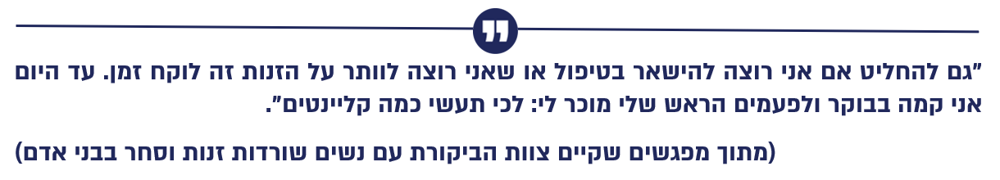 "גם להחליט אם אני רוצה להישאר בטיפול או שאני רוצה לוותר על הזנות זה לוקח זמן. עד היום
אני קמה בבוקר ולפעמים הראש שלי מוכר לי: לכי תעשי כמה קליינטים".
(מתוך מפגשים שקיים צוות הביקורת עם נשים שורדות זנות וסחר בבני אדם)